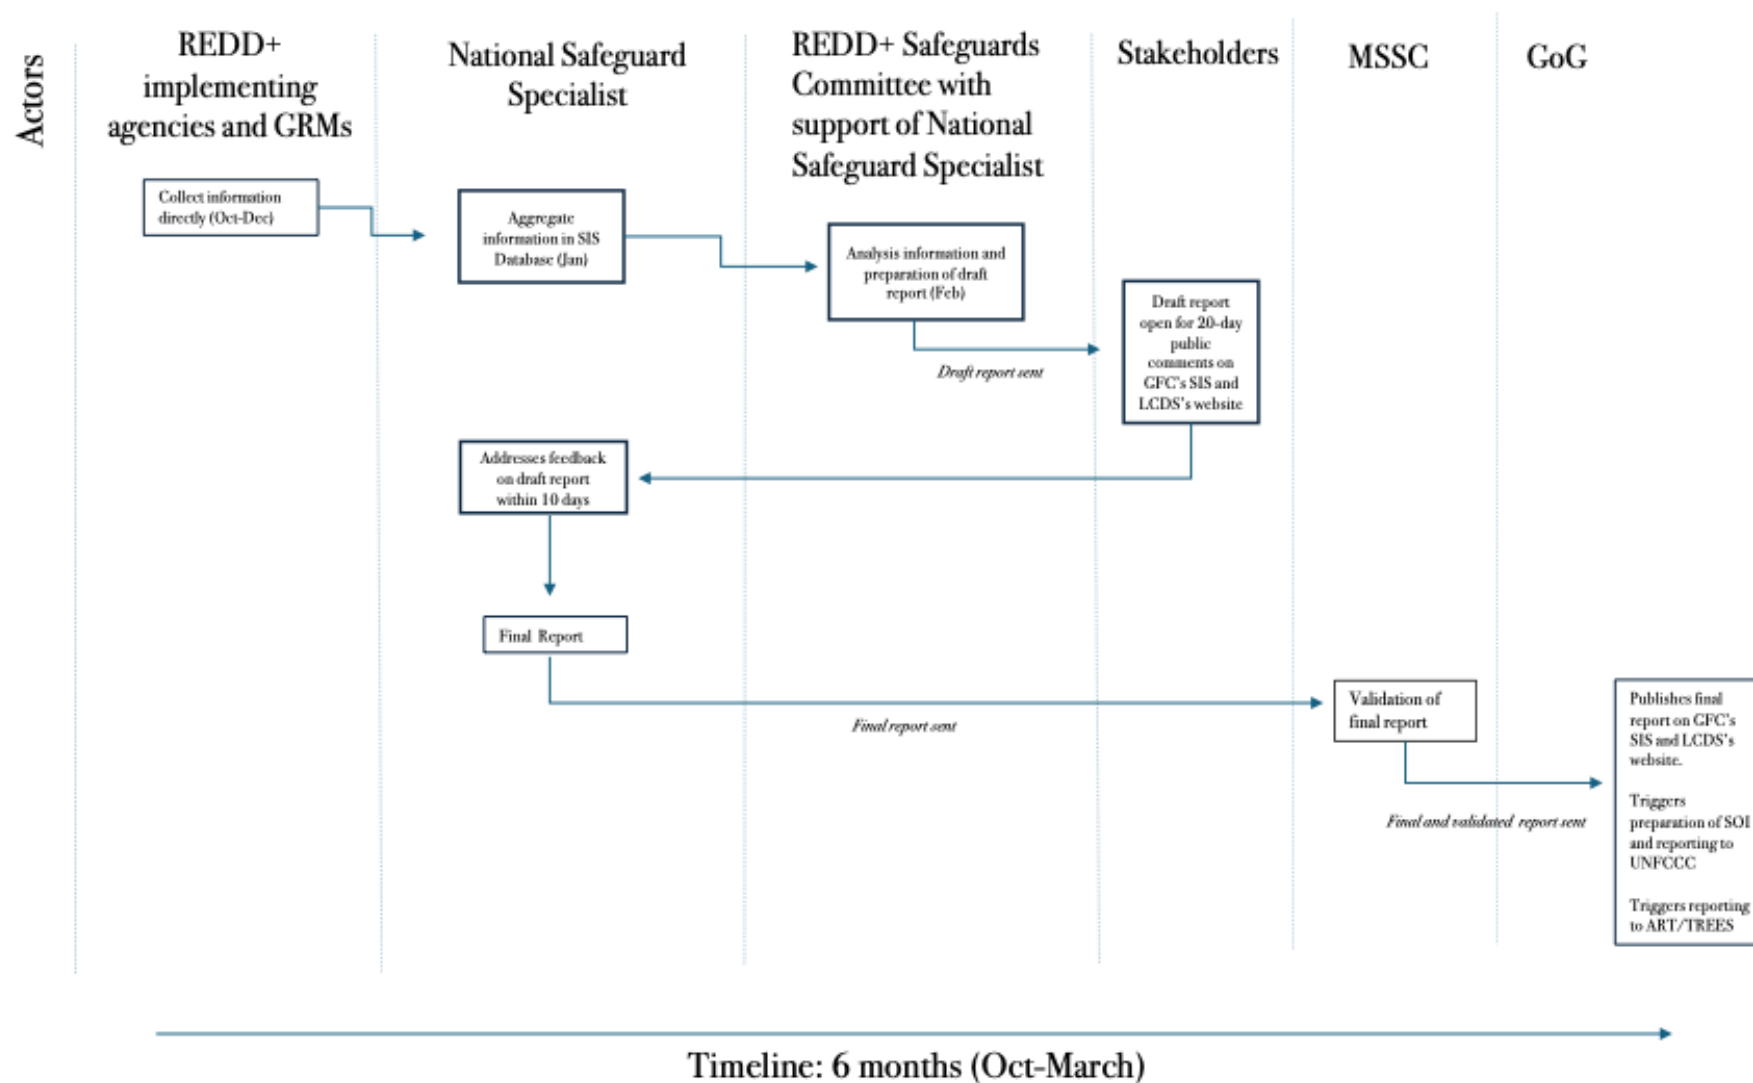 Actors
REDD+
implementing
agencies and GRMs
National Safeguard
Specialist
REDD+ Safeguards
Committee with
support of National
Safeguard Specialist
Stakeholders
MSSC
GoG
Collect information
directly (Oct-Dec)
Aggregate
information in SIS
Database (Jan)
Analysis information and
preparation of draft
report (Feb)
Draft report sent
Draft report
open for 20-day
public
comments on
GFC's SIS and
LCDS's website
Addresses feedback
on draft report
within 10 days
Final Report
Final report sent
Validation of
final report
Final and validated report sent
Publishes final
report on GFC's
SIS and LCDS's
website.
Triggers
preparation of SOI
and reporting to
UNFCCC
Triggers reporting
to ART/TREES
Timeline: 6 months (Oct-March)